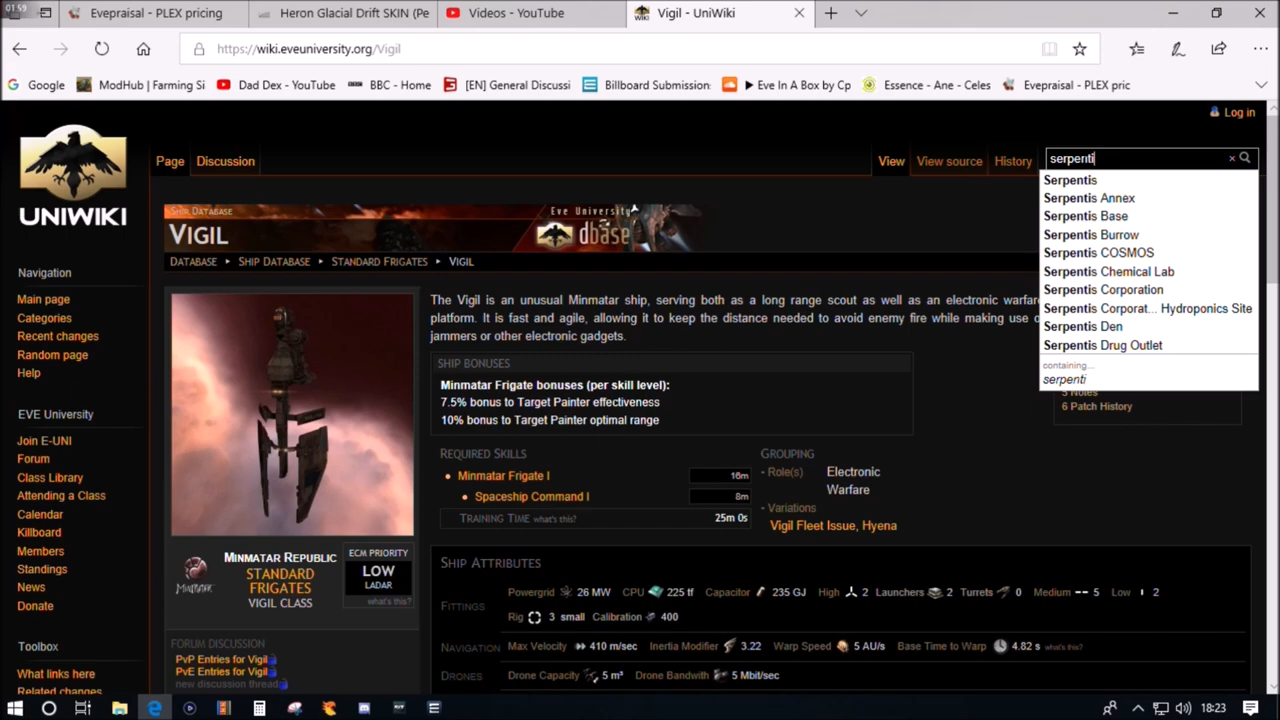 01:59
Evepraisal - PLEX pricing
Heron Glacial Drift SKIN (Pe
Videos - YouTube
Vigil - UniWiki
https://wiki.eveuniversity.org/Vigil
Google
ModHub | Farming Si
Dad Dex - YouTube
BBC - Home
[EN] General Discussi
Billboard Submission
Eve In A Box by Cp
Essence - Ane - Celes
Evepraisal - PLEX pric
Log in
Page
Discussion
View
View source
History
serpenti
Serpentis
Serpentis Annex
Serpentis Base
Serpentis Burrow
Serpentis COSMOS
Serpentis Chemical Lab
Serpentis Corporation
Serpentis Corporat... Hydroponics Site
Serpentis Den
Serpentis Drug Outlet
containing...
serpenti
5 Notes
6 Patch History
UNIWIKI
Navigation
Main page
Categories
Recent changes
Random page
Help
EVE University
Join E-UNI
Forum
Class Library
Attending a Class
Calendar
Killboard
Members
Standings
News
Donate
Toolbox
What links here
Related changes
SHIP DATABASE
VIGIL
Eve University
dbase
DATABASE ▸ SHIP DATABASE ▸ STANDARD FRIGATES ▸ VIGIL
The Vigil is an unusual Minmatar ship, serving both as a long range scout as well as an electronic warfare
platform. It is fast and agile, allowing it to keep the distance needed to avoid enemy fire while making use o
jammers or other electronic gadgets.
SHIP BONUSES
Minmatar Frigate bonuses (per skill level):
7.5% bonus to Target Painter effectiveness
10% bonus to Target Painter optimal range
REQUIRED SKILLS
Minmatar Frigate I 16m
Spaceship Command I 8m
TRAINING TIME what's this? 25m 0s
GROUPING
- Role(s) Electronic
Warfare
- Variations
Vigil Fleet Issue, Hyena
MINMATAR
MINMATAR REPUBLIC
STANDARD
FRIGATES
VIGIL CLASS
ECM PRIORITY
LOW
LADAR
what's this?
FORUM DISCUSSION
PvP Entries for Vigil
PvE Entries for Vigil
new discussion thread
SHIP ATTRIBUTES
FITTINGS
Powergrid 26 MW CPU 225 tf Capacitor 235 GJ High 2 Launchers 2 Turrets 0 Medium 5 Low 2
Rig 3 small Calibration 400
NAVIGATION Max Velocity 410 m/sec Inertia Modifier 3.22 Warp Speed 5 AU/s Base Time to Warp 4.82 s what's this?
DRONES Drone Capacity 5 m³ Drone Bandwith 5 Mbit/sec
18:23